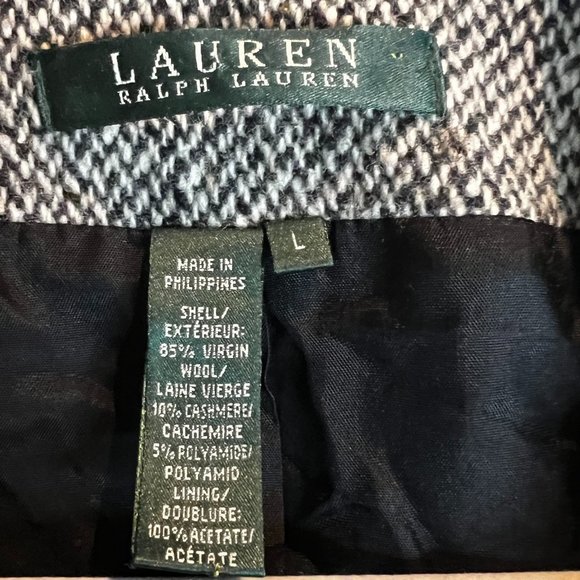 LAUREN
RALPH LAUREN
L
MADE IN
PHILIPPINES
SHELL/
EXTÉRIEUR:
85% VIRGIN
WOOL/
LAINE VIERGE
10% CASHMERE/
CACHEMIRE
5% POLYAMIDE/
POLYAMID
LINING/
DOUBLURE:
100% ACETATE/
ACÉTATE